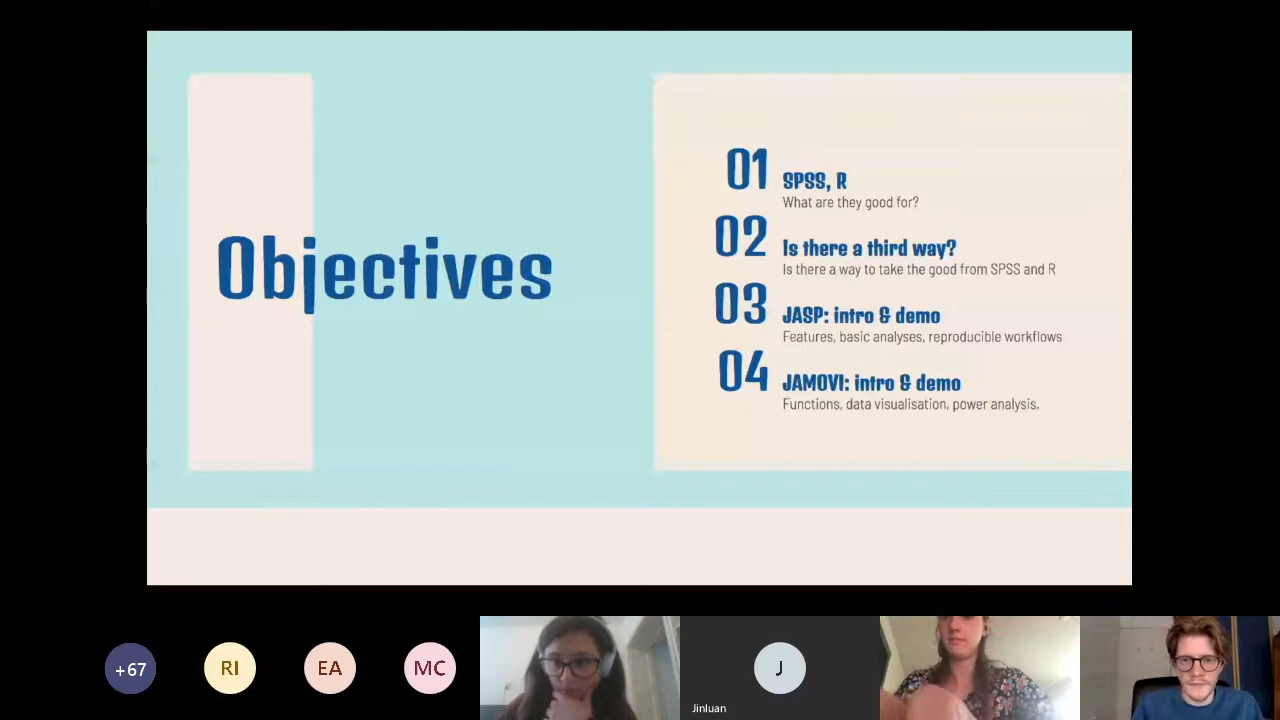 Objectives
01
SPSS, R
What are they good for?
02
Is there a third way?
Is there a way to take the good from SPSS and R
03
JASP: intro & demo
Features, basic analyses, reproducible workflows
04
JAMOVI: intro & demo
Functions, data visualisation, power analysis,
+67
RI
EA
MC
J
Jinluan